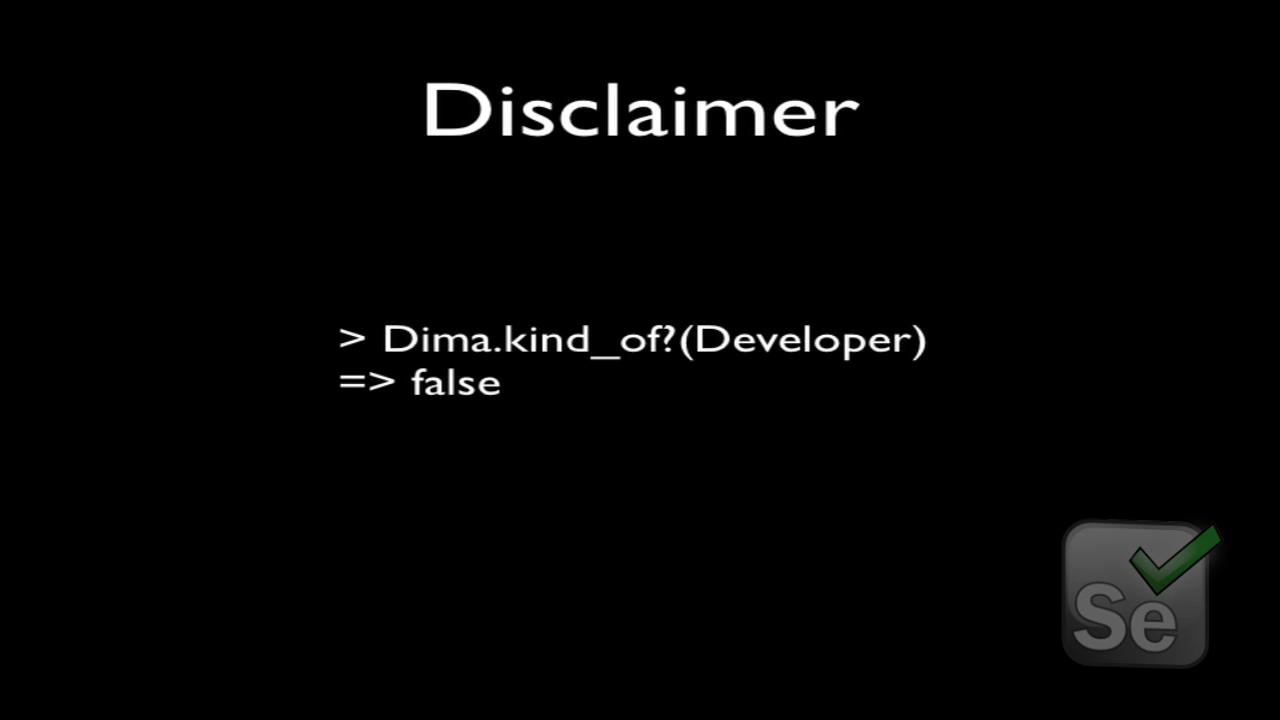 Disclaimer
> Dima.kind_of?(Developer)
=> false
Se